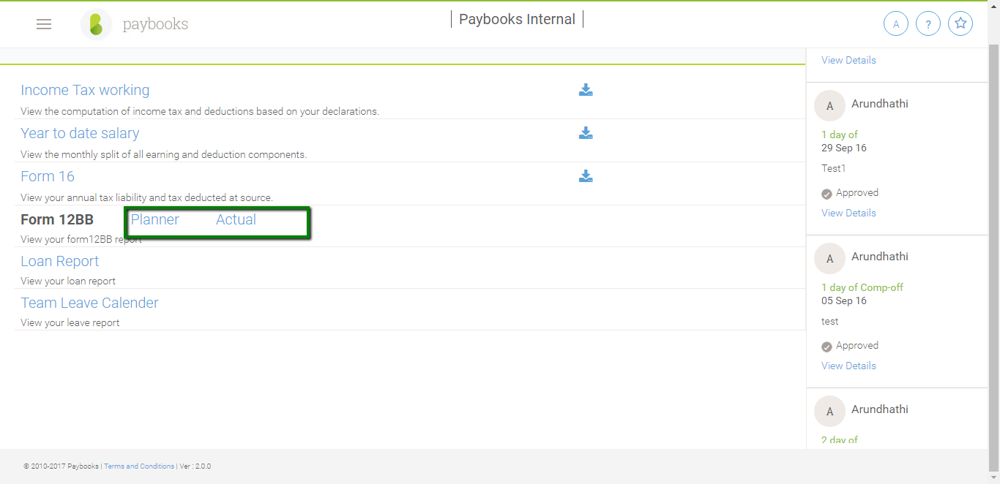 paybooks
Paybooks Internal
A
?
Income Tax working
View the computation of income tax and deductions based on your declarations.
Year to date salary
View the monthly split of all earning and deduction components.
Form 16
View your annual tax liability and tax deducted at source.
Form 12BB Planner Actual
View your form12BB report
Loan Report
View your loan report
Team Leave Calender
View your leave report
View Details
A Arundhathi
1 day of
29 Sep 16
Test1
Approved
View Details
A Arundhathi
1 day of Comp-off
05 Sep 16
test
Approved
View Details
A Arundhathi
2 day of
© 2010-2017 Paybooks | Terms and Conditions | Ver : 2.0.0